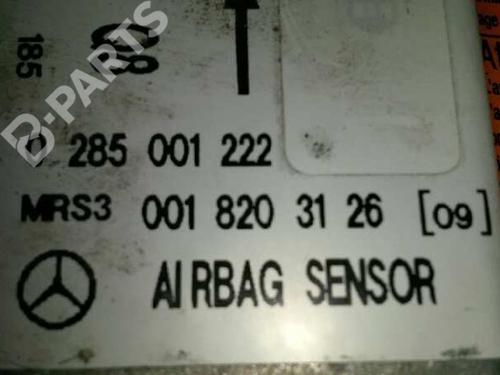 185
B-PARTS
0 285 001 222
MRS3 001 820 31 26 [09]
AIRBAG SENSOR